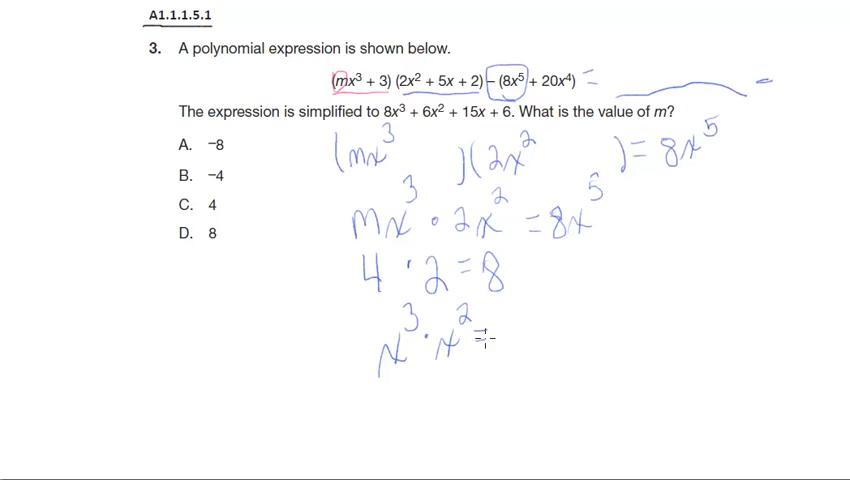 A1.1.1.5.1
3. A polynomial expression is shown below.
(mx³ + 3) (2x² + 5x + 2) – (8x⁵ + 20x⁴) =
The expression is simplified to 8x³ + 6x² + 15x + 6. What is the value of m?
A. –8
B. –4
C. 4
D. 8
(mx³ )(2x² ) = 8x⁵
mx³ · 2x² = 8x⁵
4 · 2 = 8
x³ · x² =